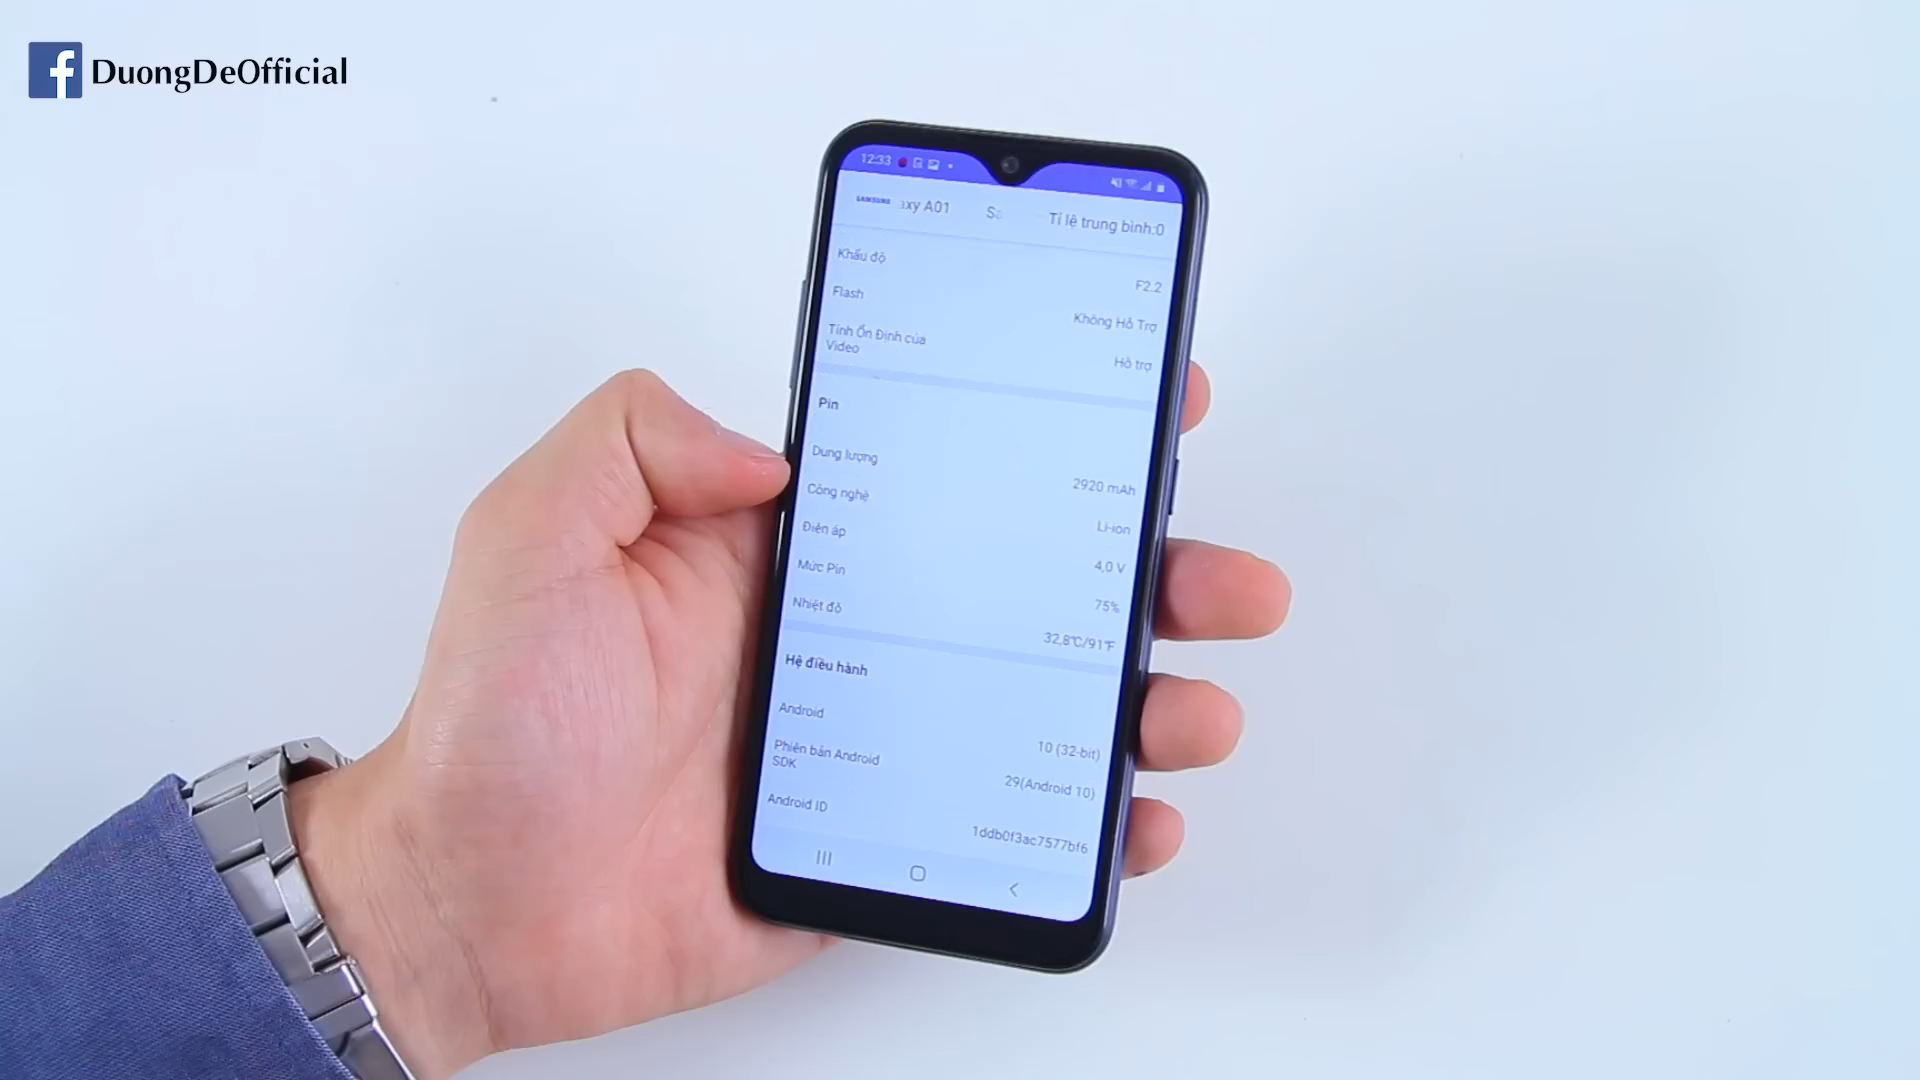 DuongDeOfficial
12:33
SAMSUNG axy A01 Sa Tỉ lệ trung bình:0
Khẩu độ F2.2
Flash Không Hỗ Trợ
Tính Ổn Định của
Video Hỗ trợ
Pin
Dung lượng 2920 mAh
Công nghệ Li-ion
Điện áp 4,0 V
Mức Pin 75%
Nhiệt độ 32,8℃/91℉
Hệ điều hành
Android 10 (32-bit)
Phiên bản Android
SDK 29(Android 10)
Android ID 1ddb0f3ac7577bf6